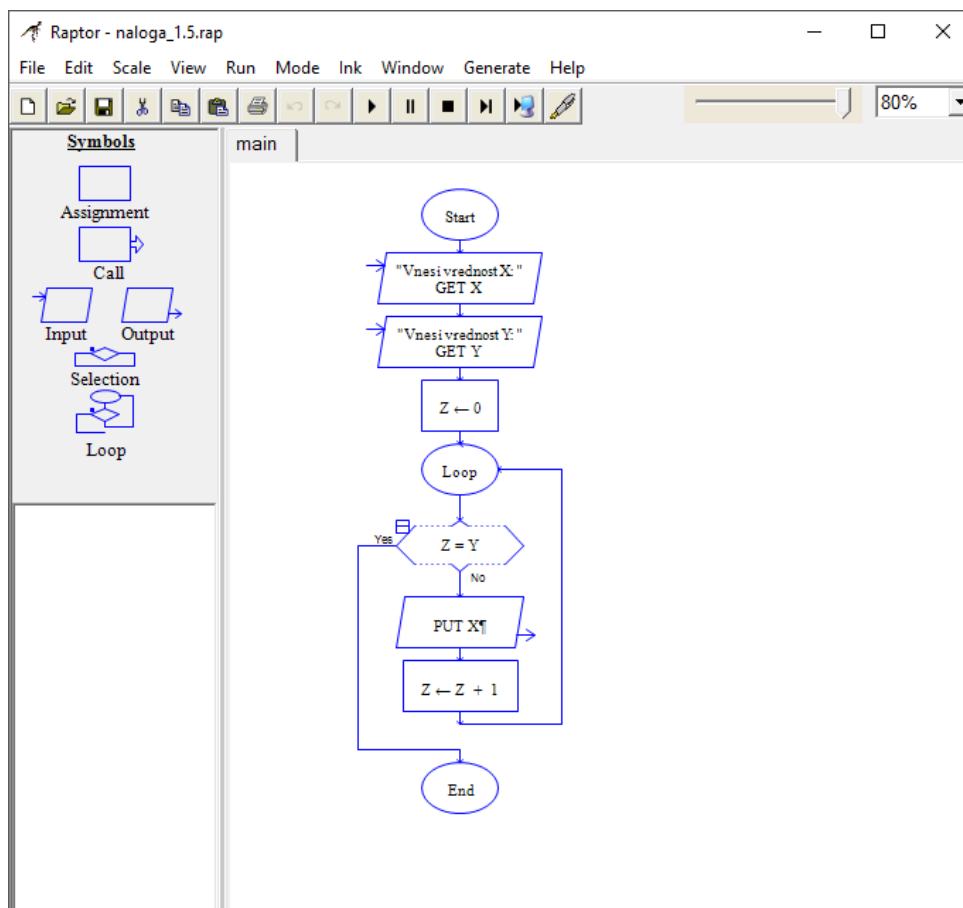 Raptor - naloga_1.5.rap
File Edit Scale View Run Mode Ink Window Generate Help
80%
Symbols
Assignment
Call
Input Output
Selection
Loop
main
Start
"Vnesi vrednost X:"
GET X
"Vnesi vrednost Y:"
GET Y
Z ← 0
Loop
Z = Y
Yes
No
PUT X¶
Z ← Z + 1
End